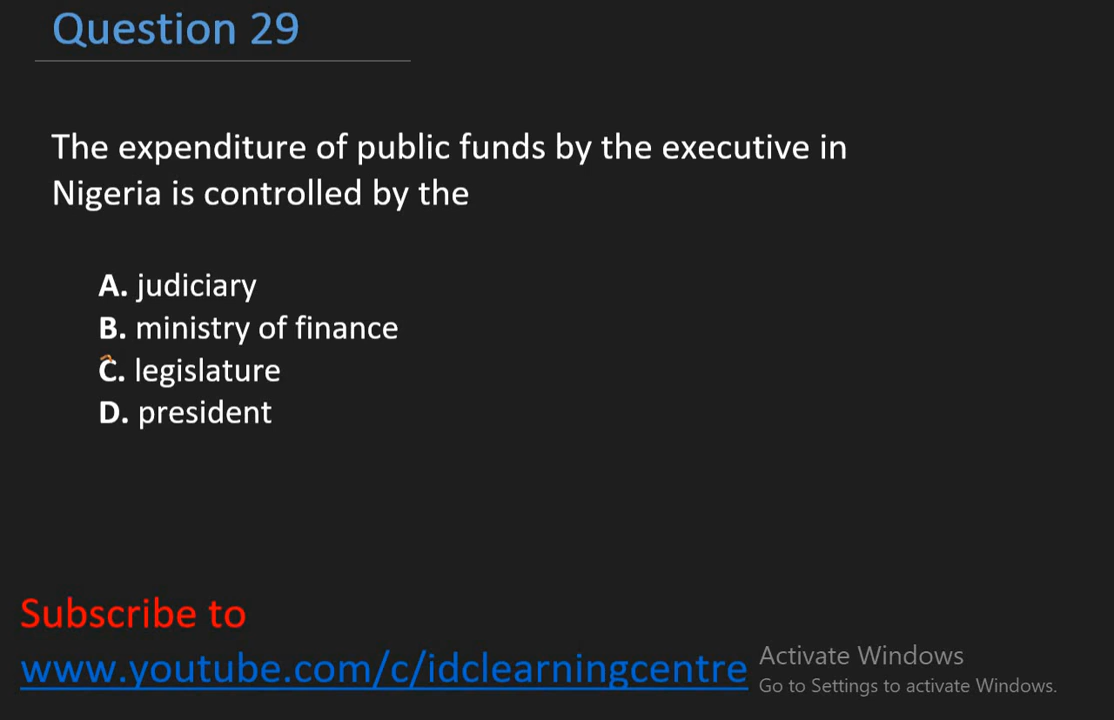 Question 29
The expenditure of public funds by the executive in
Nigeria is controlled by the
A. judiciary
B. ministry of finance
C. legislature
D. president
Subscribe to
www.youtube.com/c/idclearningcentre
Activate Windows
Go to Settings to activate Windows.